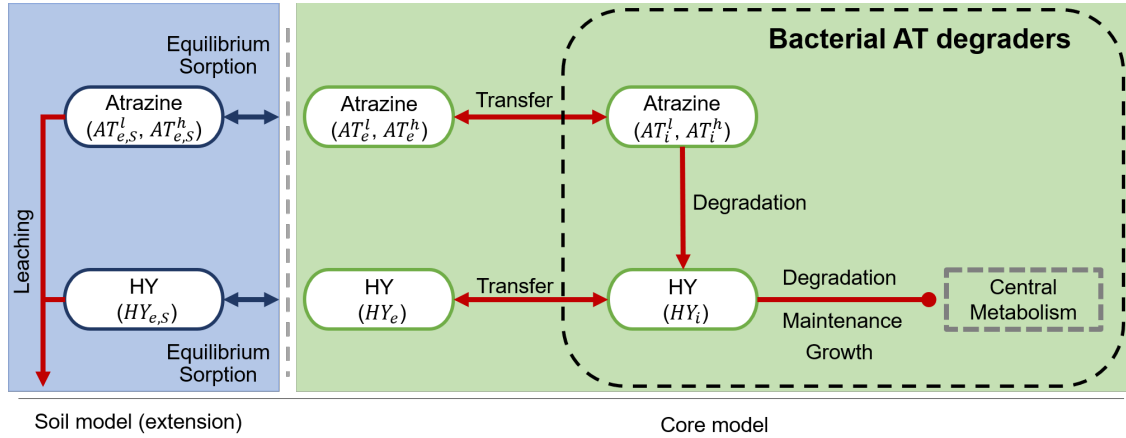 Bacterial AT degraders
Equilibrium
Sorption
Atrazine
(AT^l_{e,S}, AT^h_{e,S})
Atrazine
(AT^l_e, AT^h_e)
Transfer
Atrazine
(AT^l_i, AT^h_i)
Leaching
Degradation
HY
(HY_{e,S})
HY
(HY_e)
Transfer
HY
(HY_i)
Degradation
Maintenance
Growth
Central
Metabolism
Equilibrium
Sorption
Soil model (extension)
Core model